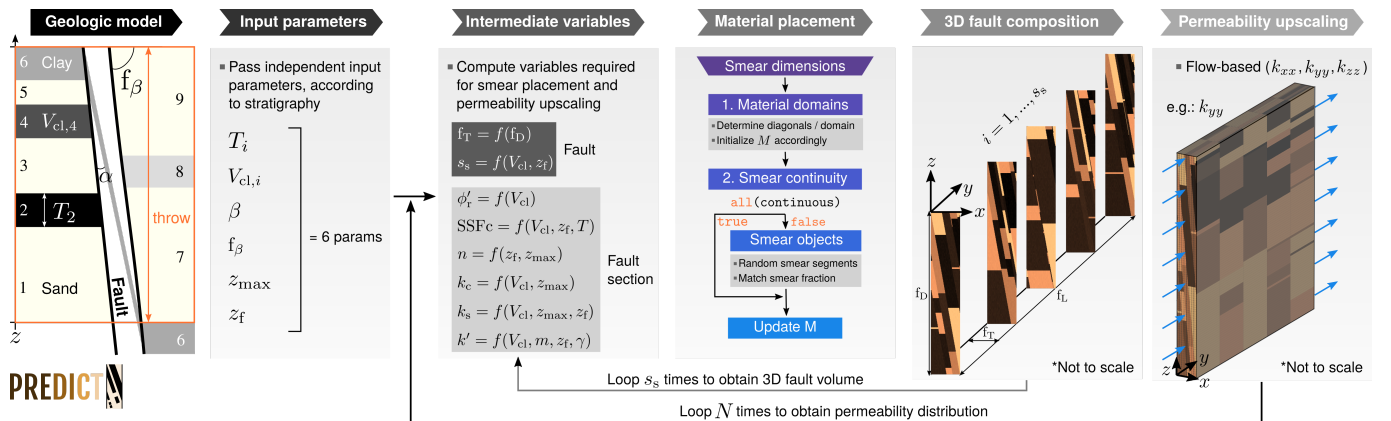 Geologic model
6 Clay
5
4 V_cl,4
3
2 T_2
1 Sand
z
α
f_β
Fault
9
8
throw
7
6
PREDICT
Input parameters
▪ Pass independent input
parameters, according
to stratigraphy
T_i
V_cl,i
β
f_β
z_max
z_f
= 6 params
Intermediate variables
▪ Compute variables required
for smear placement and
permeability upscaling
f_T = f(f_D)
s_s = f(V_cl, z_f)
Fault
ϕ′_r = f(V_cl)
SSFc = f(V_cl, z_f, T)
n = f(z_f, z_max)
k_c = f(V_cl, z_max)
k_s = f(V_cl, z_max, z_f)
k′ = f(V_cl, m, z_f, γ)
Fault
section
Material placement
Smear dimensions
1. Material domains
▪ Determine diagonals / domain
▪ Initialize M accordingly
2. Smear continuity
all(continuous)
true false
Smear objects
▪ Random smear segments
▪ Match smear fraction
Update M
3D fault composition
i = 1, ..., s_s
z
y
x
f_D
f_L
f_T
*Not to scale
Permeability upscaling
▪ Flow-based (k_xx, k_yy, k_zz)
e.g.: k_yy
z
y
x
*Not to scale
Loop s_s times to obtain 3D fault volume
Loop N times to obtain permeability distribution